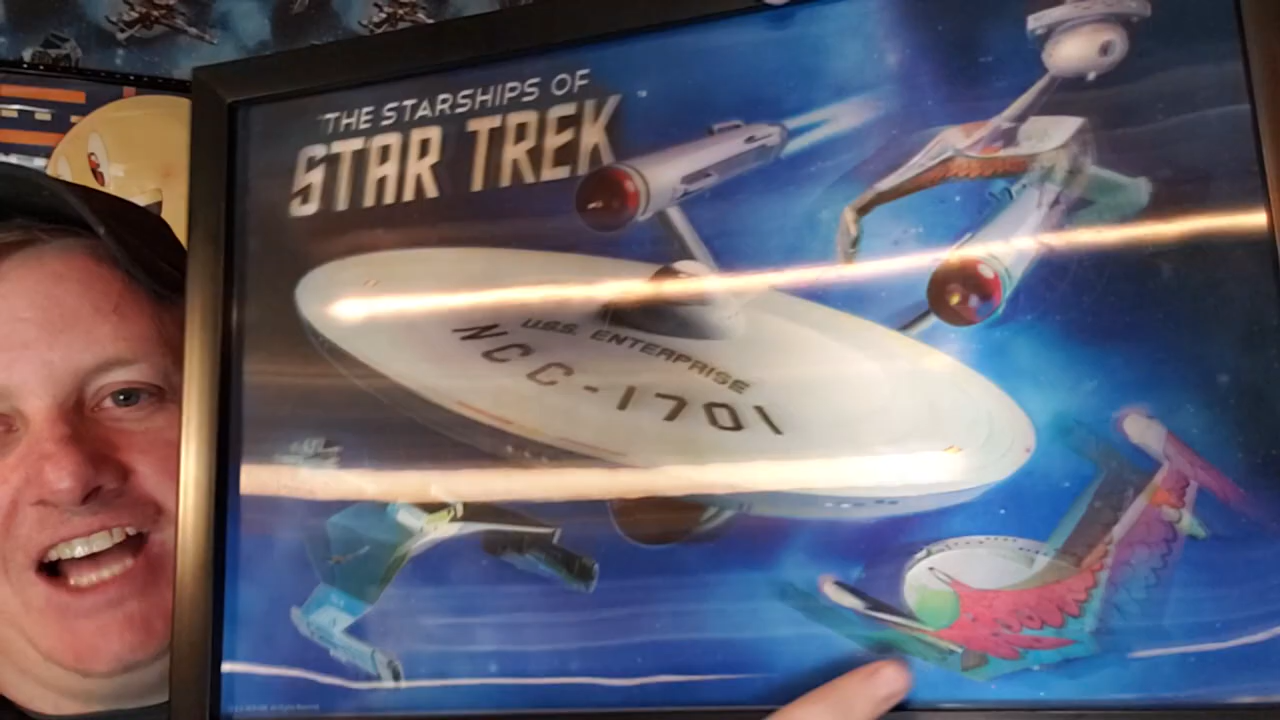 THE STARSHIPS OF
STAR TREK
U.S.S. ENTERPRISE
NCC-1701